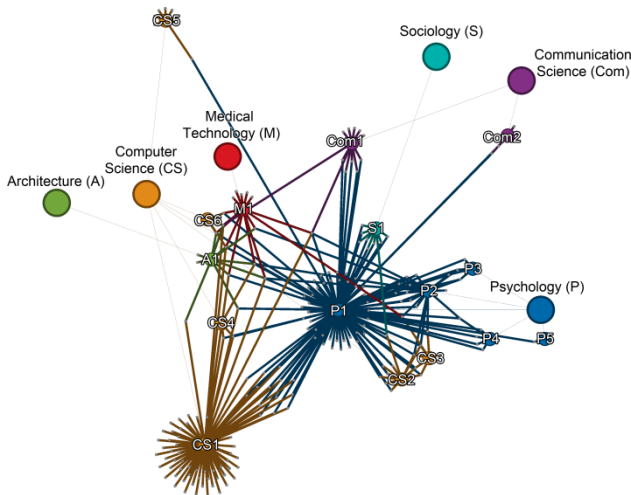 CS5
Sociology (S)
Communication
Science (Com)
Medical
Technology (M)
Com1
Com2
Computer
Science (CS)
Architecture (A)
CS6
M1
S1
A1
P3
P2
Psychology (P)
P1
CS4
P4
P5
CS3
CS2
CS1